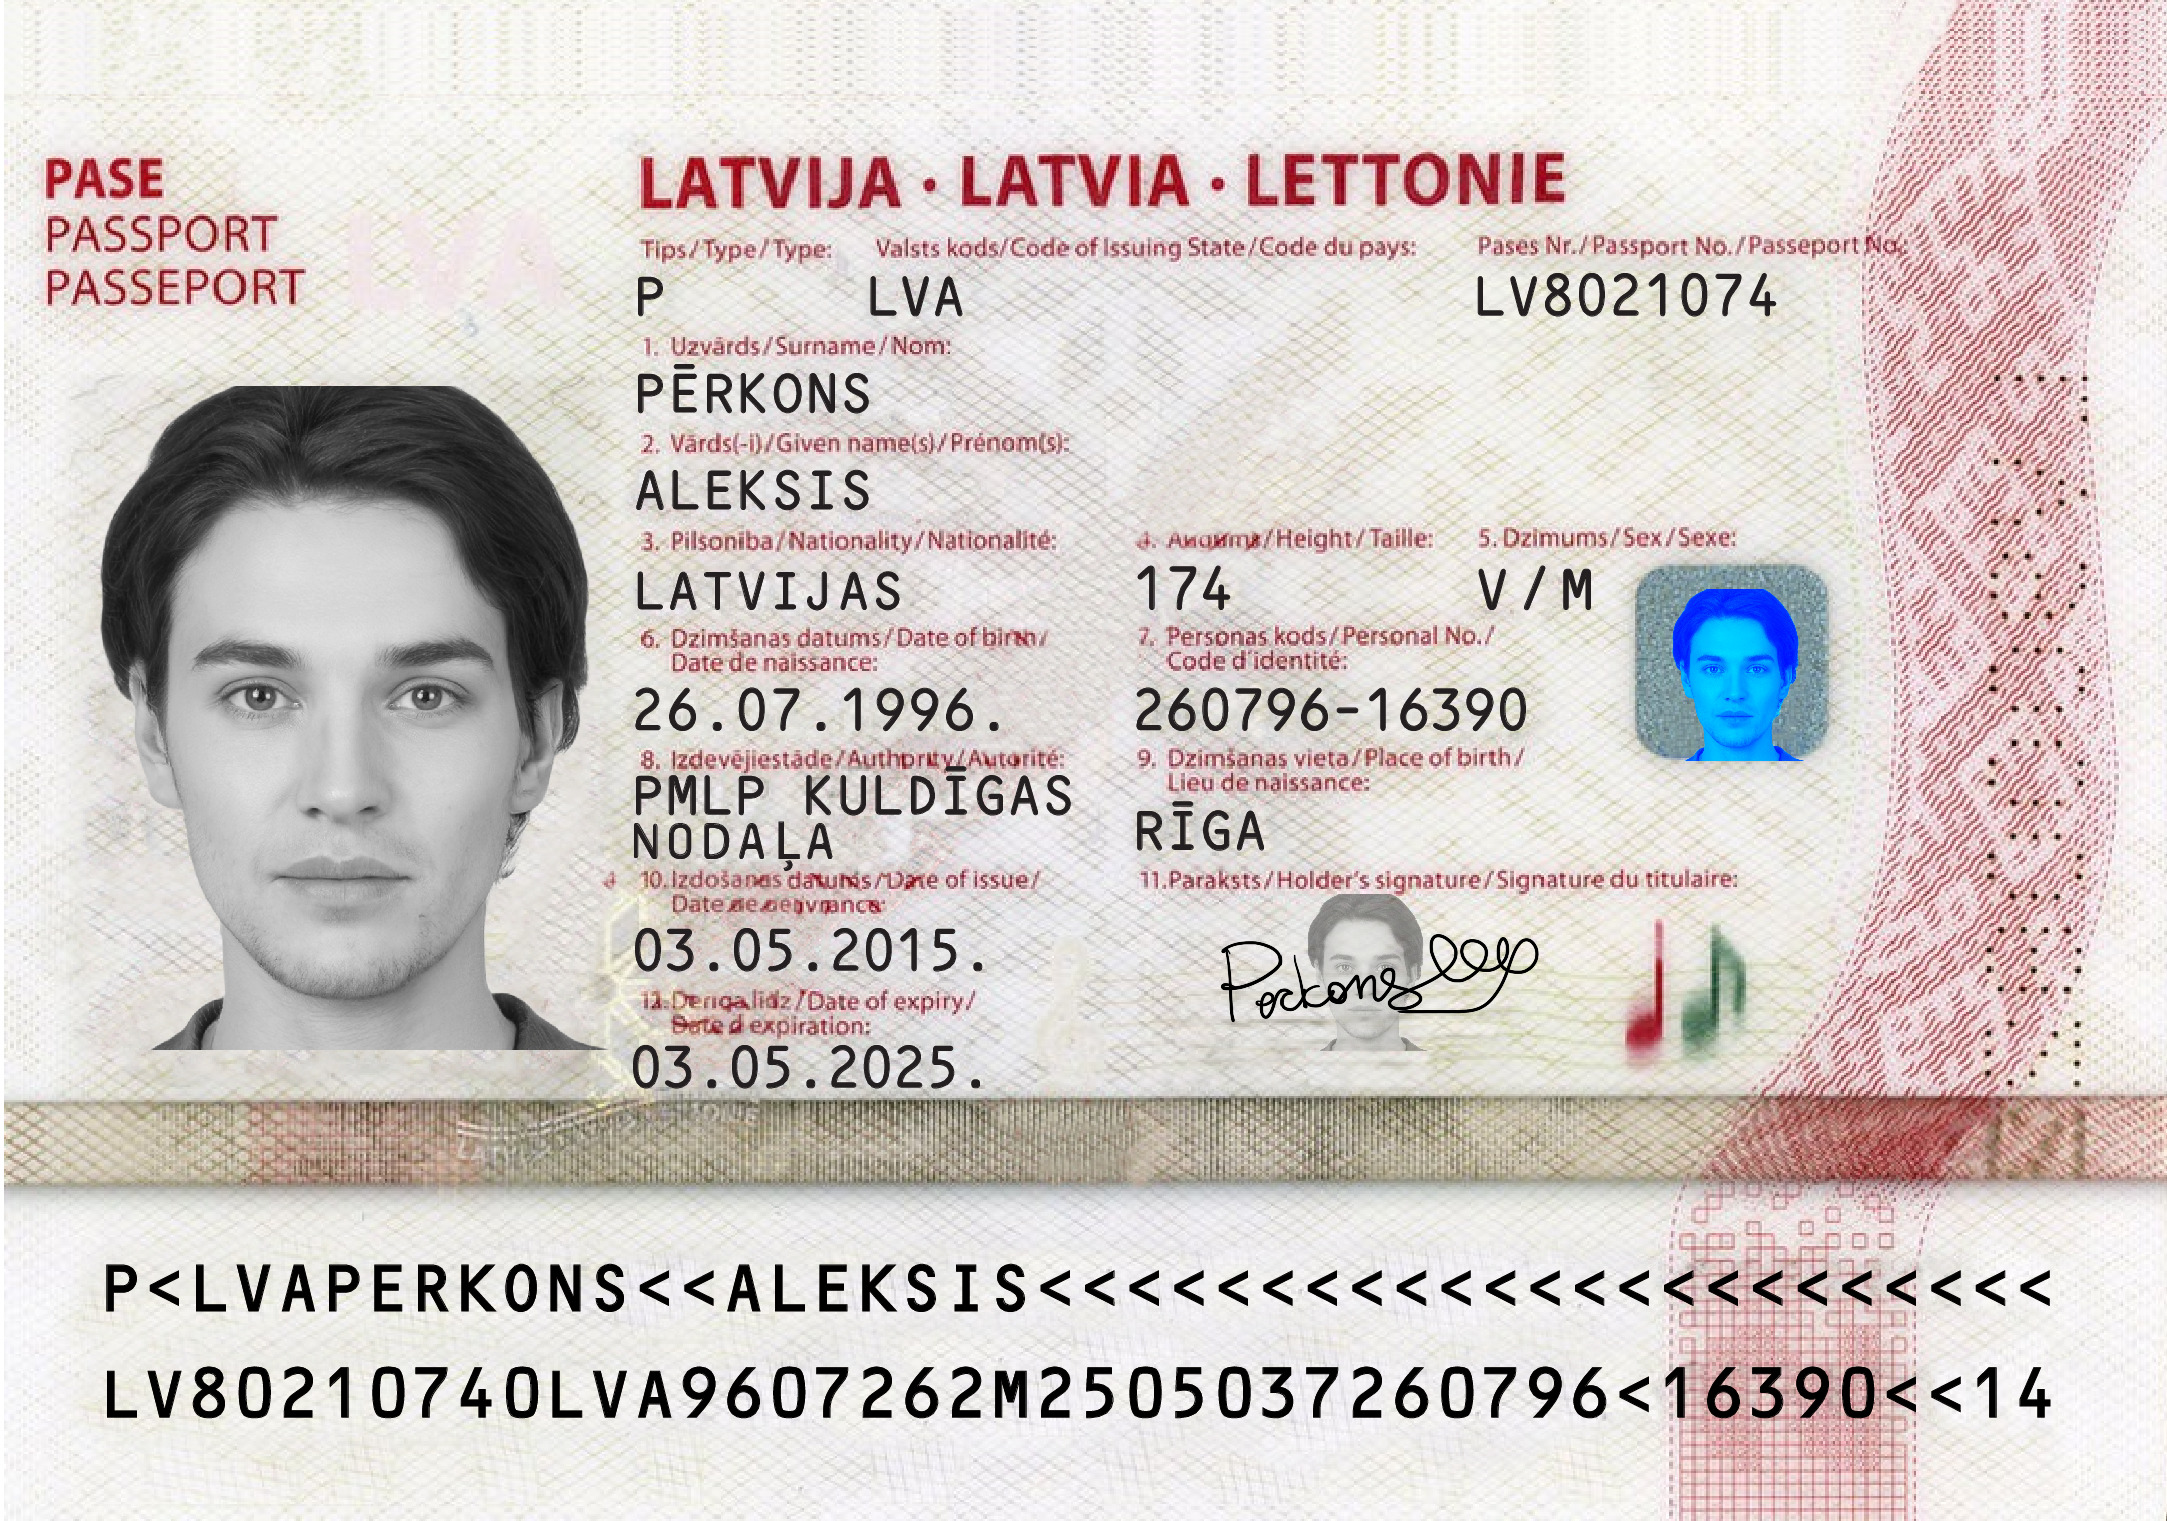 PASE
PASSPORT
PASSEPORT
LVA
LATVIJA · LATVIA · LETTONIE
Tips/Type/Type: Valsts kods/Code of Issuing State/Code du pays: Pases Nr./Passport No./Passeport No.:
P LVA LV8021074
1. Uzvārds/Surname/Nom:
PĒRKONS
2. Vārds(-i)/Given name(s)/Prénom(s):
ALEKSIS
3. Pilsonība/Nationality/Nationalité: 4. Augums/Height/Taille: 5. Dzimums/Sex/Sexe:
LATVIJAS 174 V/M
6. Dzimšanas datums/Date of birth/ 7. Personas kods/Personal No./
Date de naissance: Code d'identité:
26.07.1996. 260796-16390
8. Izdevējiestāde/Authority/Autorité: 9. Dzimšanas vieta/Place of birth/
Lieu de naissance:
PMLP KULDĪGAS
NODAĻA RĪGA
10. Izdošanas datums/Date of issue/ 11. Paraksts/Holder's signature/Signature du titulaire:
Date de délivrance:
03.05.2015. Perkons
12. Derīga līdz/Date of expiry/
Date d'expiration:
03.05.2025.
P<LVAPERKONS<<ALEKSIS<<<<<<<<<<<<<<<<<<<<<<<<<<<<<<<<<<
LV80210740LVA9607262M2505037260796<16390<<14